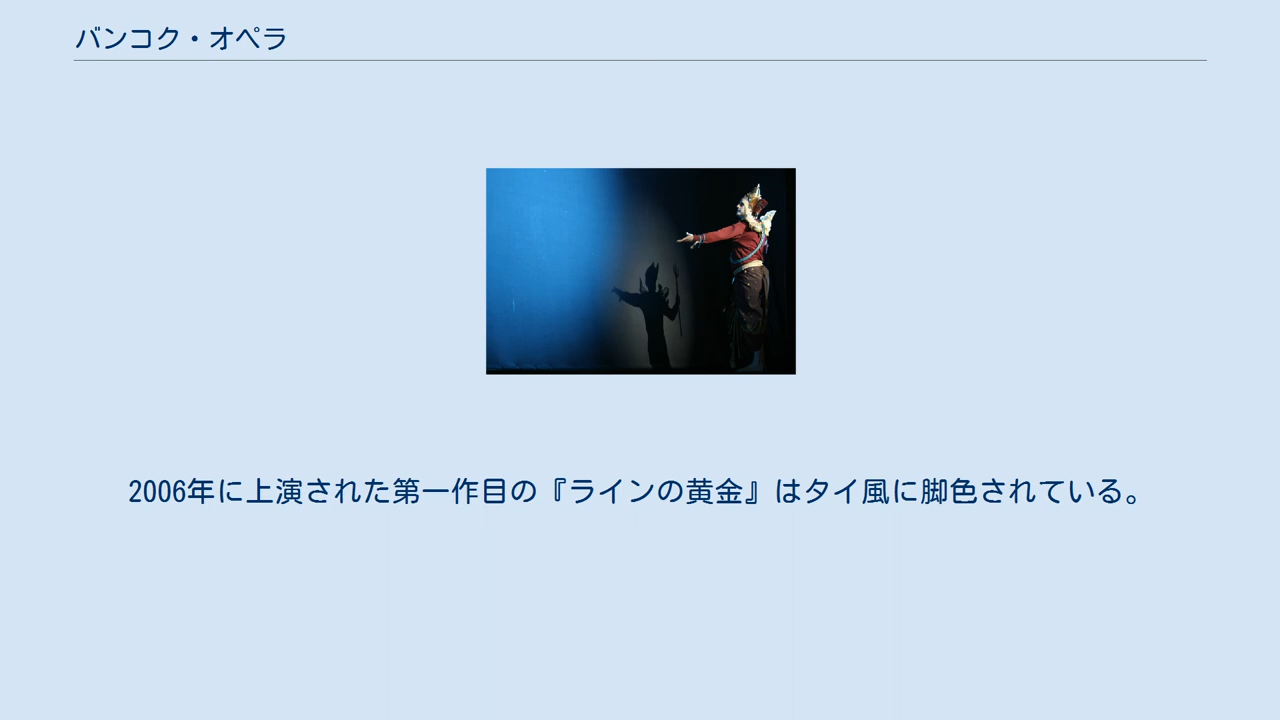 バンコク・オペラ
2006年に上演された第一作目の『ラインの黄金』はタイ風に脚色されている。